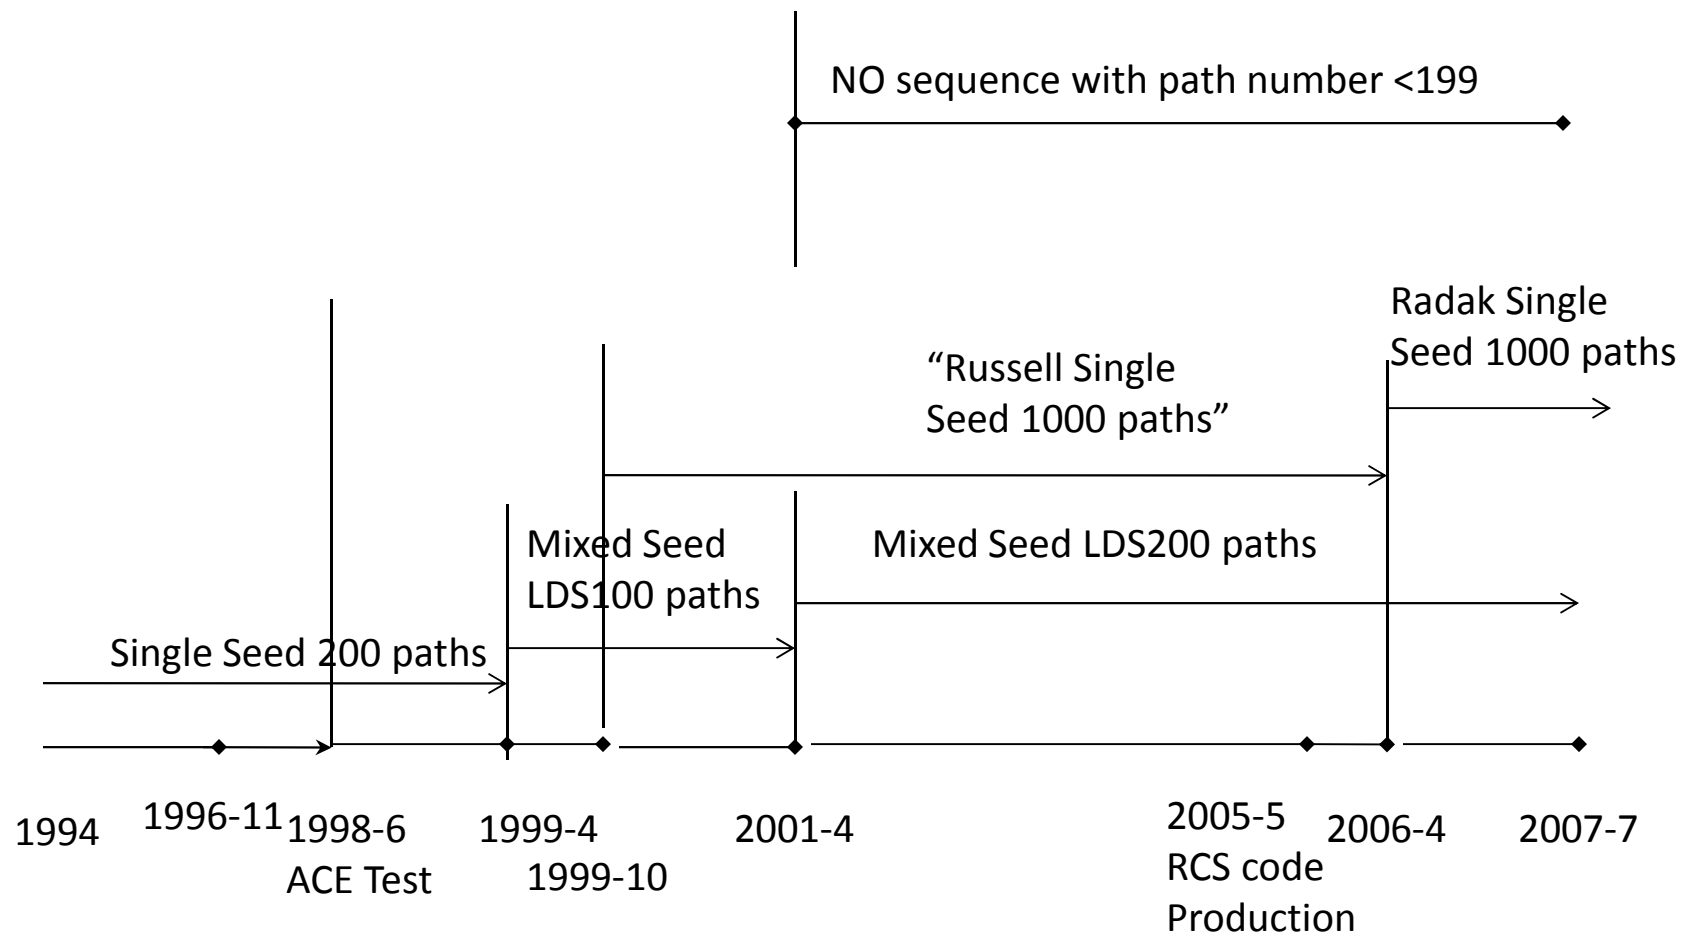 NO sequence with path number <199
Radak Single
Seed 1000 paths
“Russell Single
Seed 1000 paths”
Mixed Seed
LDS100 paths
Mixed Seed LDS200 paths
Single Seed 200 paths
1994
1996-11
1998-6
ACE Test
1999-4
1999-10
2001-4
2005-5
RCS code
Production
2006-4
2007-7